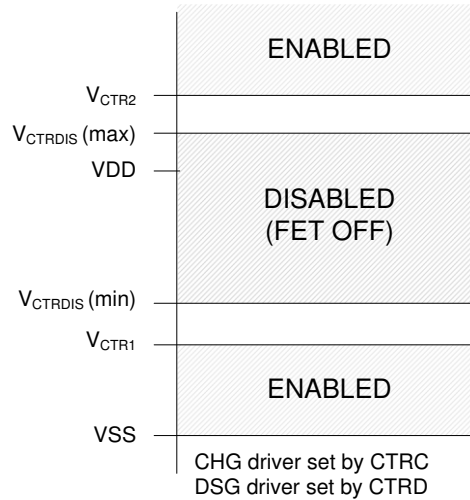 ENABLED
VCTR2
VCTRDIS (max)
VDD
DISABLED
(FET OFF)
VCTRDIS (min)
VCTR1
ENABLED
VSS
CHG driver set by CTRC
DSG driver set by CTRD